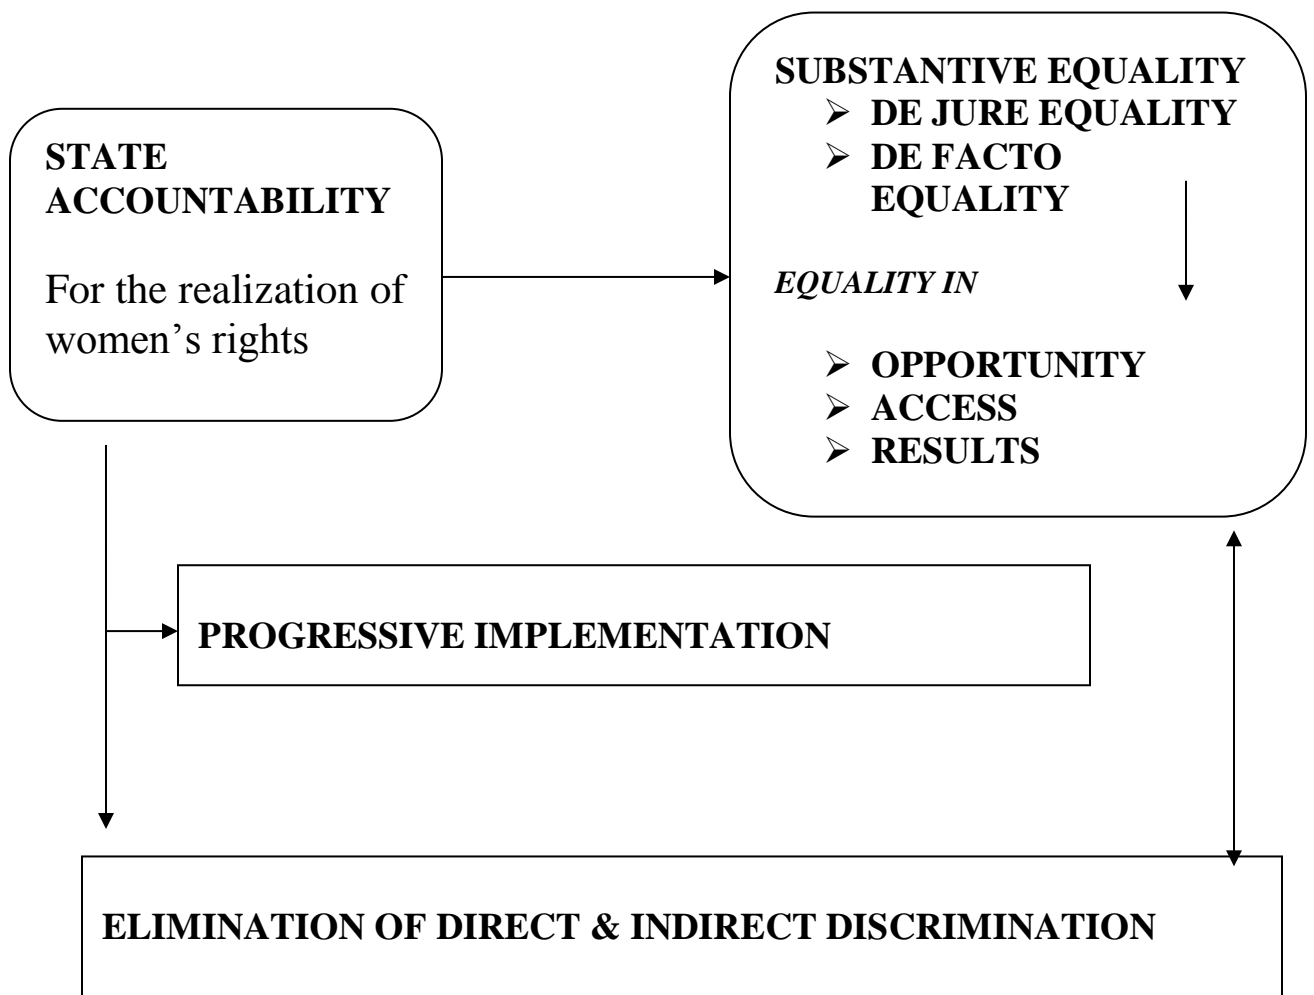 STATE
ACCOUNTABILITY
For the realization of
women’s rights
SUBSTANTIVE EQUALITY
➢ DE JURE EQUALITY
➢ DE FACTO
EQUALITY
EQUALITY IN
➢ OPPORTUNITY
➢ ACCESS
➢ RESULTS
PROGRESSIVE IMPLEMENTATION
ELIMINATION OF DIRECT & INDIRECT DISCRIMINATION